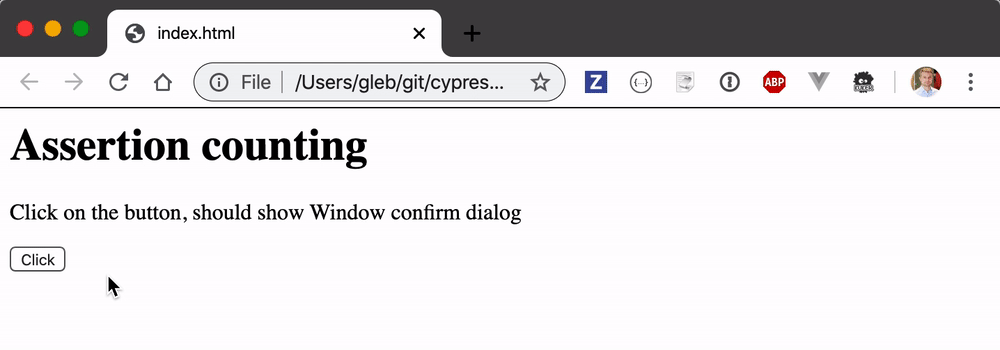 index.html
File /Users/gleb/git/cypres...
Z {···} ABP
Assertion counting
Click on the button, should show Window confirm dialog
Click